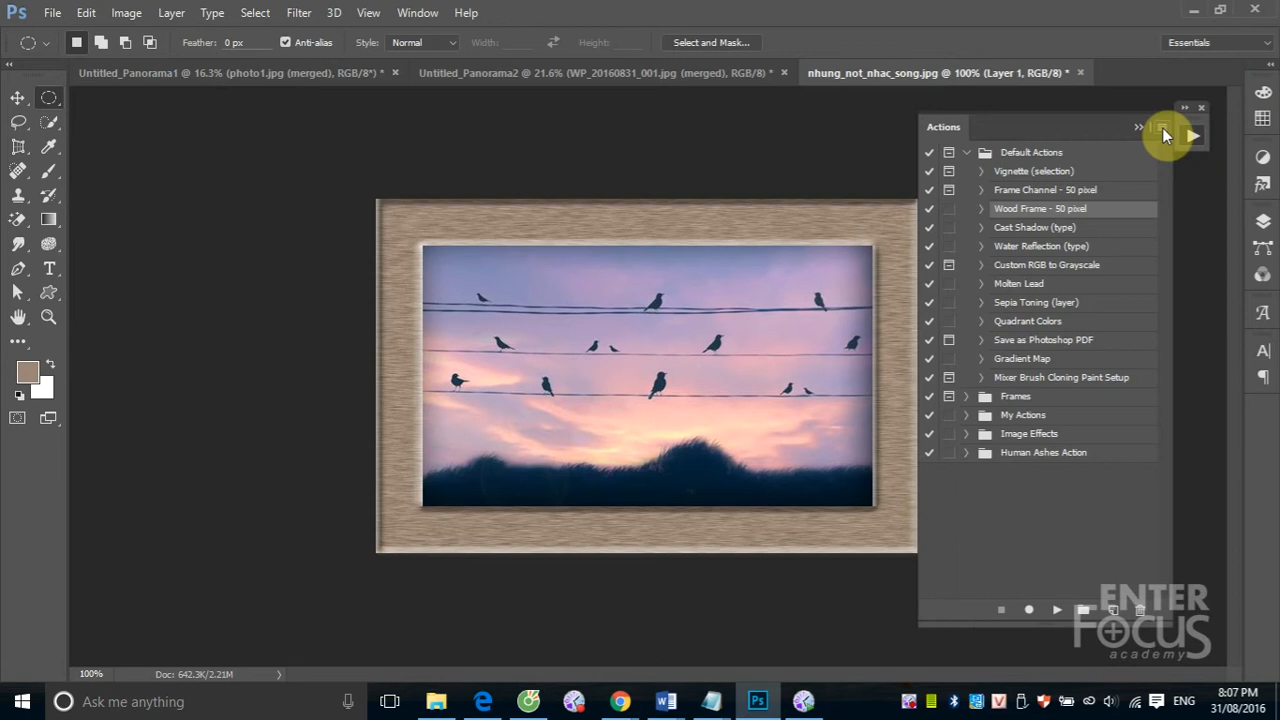 Ps File Edit Image Layer Type Select Filter 3D View Window Help
Feather: 0 px Anti-alias Style: Normal Width: Height: Select and Mask... Essentials
Untitled_Panorama1 @ 16.3% (photo1.jpg (merged), RGB/8*) * × Untitled_Panorama2 @ 21.6% (WP_20160831_001.jpg (merged), RGB/8) * × nhung_not_nhac_song.jpg @ 100% (Layer 1, RGB/8) * ×
Actions
Default Actions
Vignette (selection)
Frame Channel - 50 pixel
Wood Frame - 50 pixel
Cast Shadow (type)
Water Reflection (type)
Custom RGB to Grayscale
Molten Lead
Sepia Toning (layer)
Quadrant Colors
Save as Photoshop PDF
Gradient Map
Mixer Brush Cloning Paint Setup
Frames
My Actions
Image Effects
Human Ashes Action
ENTER
FOCUS
academy
100% Doc: 642.3K/2.21M
Ask me anything
ENG
8:07 PM
31/08/2016